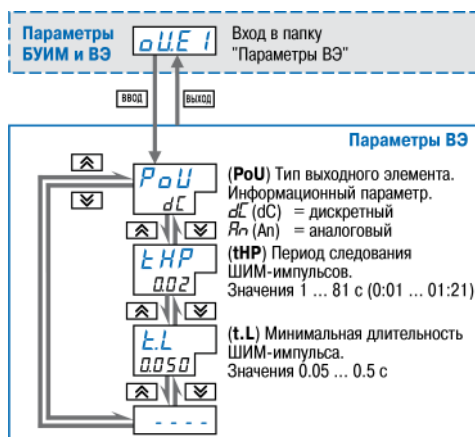 Параметры
БУИМ и ВЭ
oU.E 1
Вход в папку
"Параметры ВЭ"
ВВОД
ВЫХОД
Параметры ВЭ
PoU
dC
(PoU) Тип выходного элемента.
Информационный параметр.
dC (dC) = дискретный
An (An) = аналоговый
tHP
0.02
(tHP) Период следования
ШИМ-импульсов.
Значения 1 ... 81 с (0:01 ... 01:21)
t.L
0.050
(t.L) Минимальная длительность
ШИМ-импульса.
Значения 0.05 ... 0.5 с
- - - -